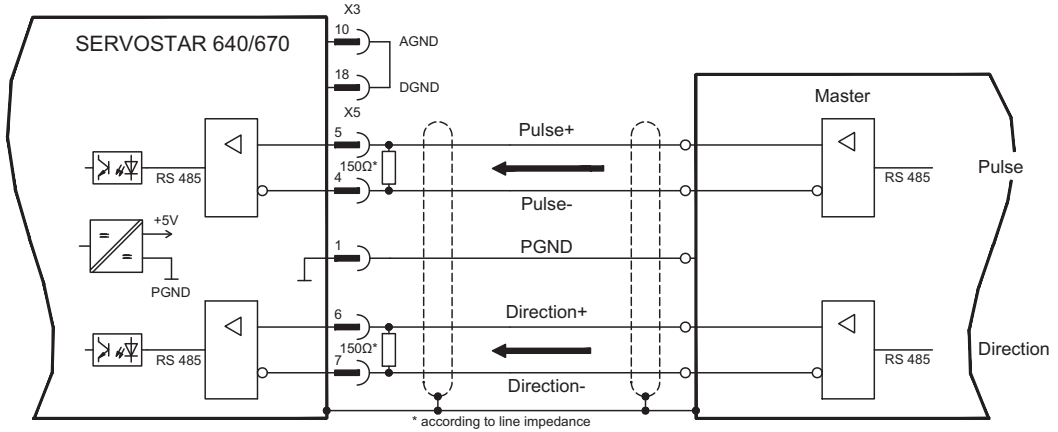 X3
SERVOSTAR 640/670
10
AGND
18
DGND
Master
X5
5
Pulse+
150Ω*
RS 485
4
Pulse-
RS 485
Pulse
+5V
1
PGND
PGND
6
Direction+
150Ω*
RS 485
7
Direction-
RS 485
Direction
* according to line impedance